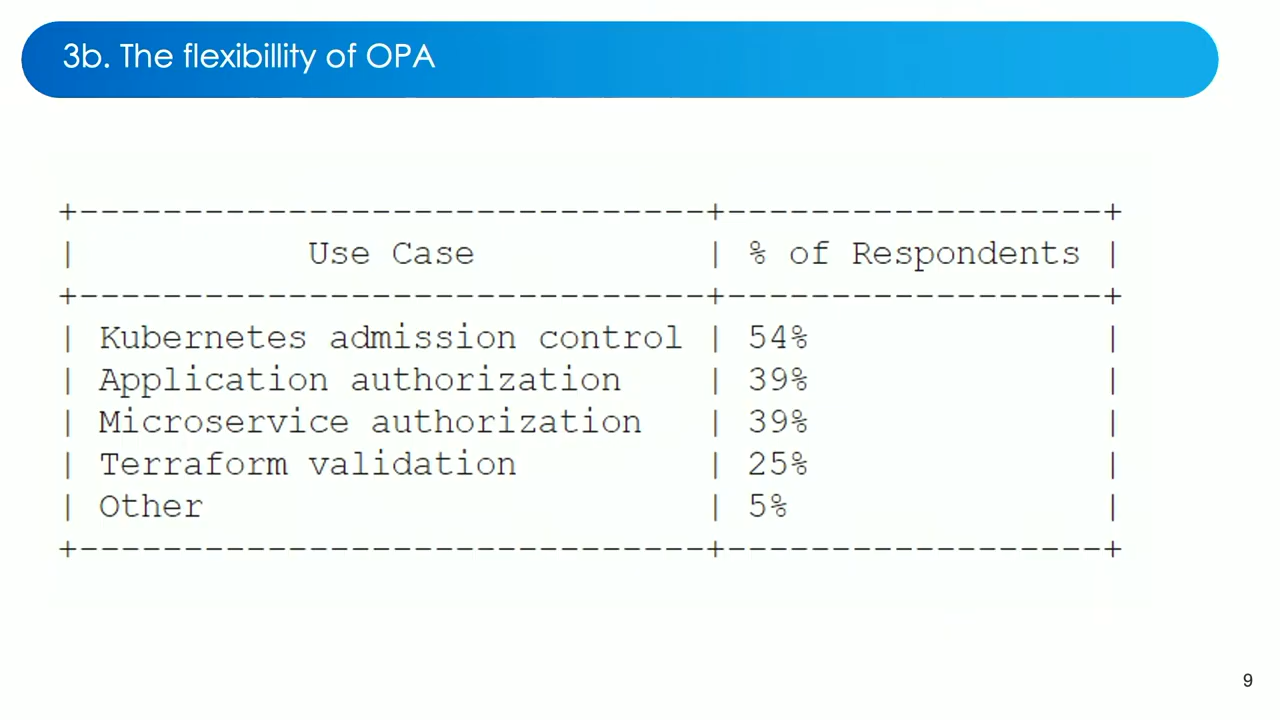 3b. The flexibillity of OPA
+------------------------------+------------------+
| Use Case | % of Respondents |
+------------------------------+------------------+
| Kubernetes admission control | 54% |
| Application authorization | 39% |
| Microservice authorization | 39% |
| Terraform validation | 25% |
| Other | 5% |
+------------------------------+------------------+
9